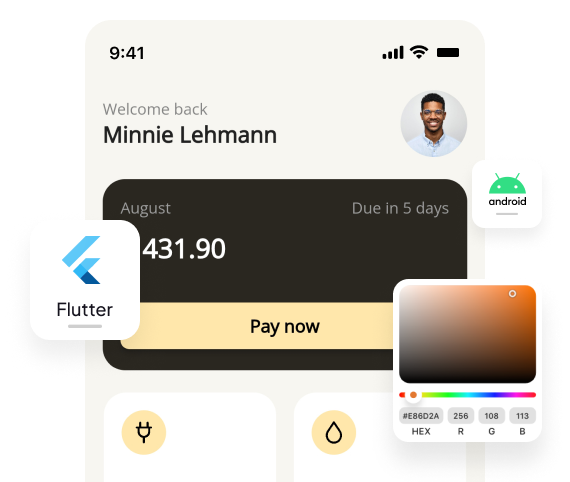 9:41
Welcome back
Minnie Lehmann
android
August Due in 5 days
431.90
Flutter
Pay now
#E86D2A 256 108 113
HEX R G B